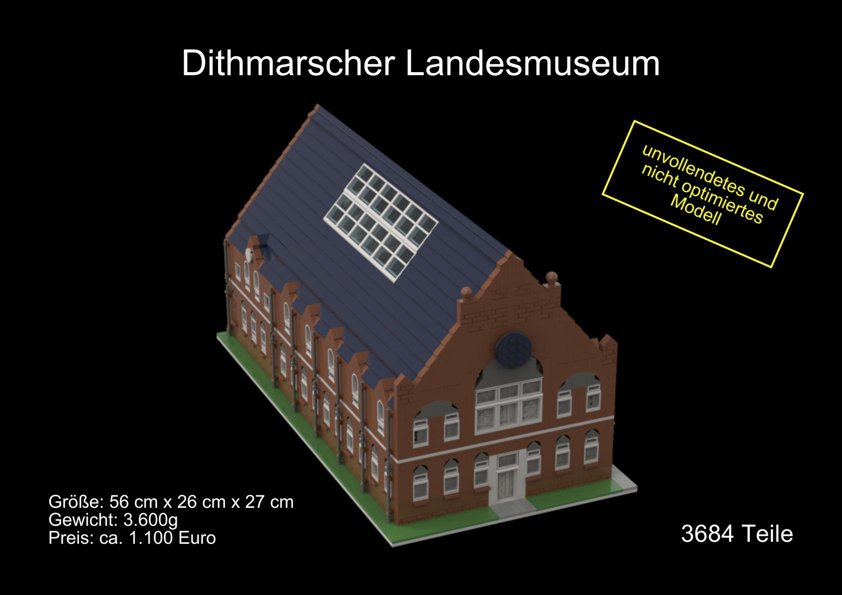 Dithmarscher Landesmuseum
unvollendetes und
nicht optimiertes
Modell
Größe: 56 cm x 26 cm x 27 cm
Gewicht: 3.600g
Preis: ca. 1.100 Euro
3684 Teile